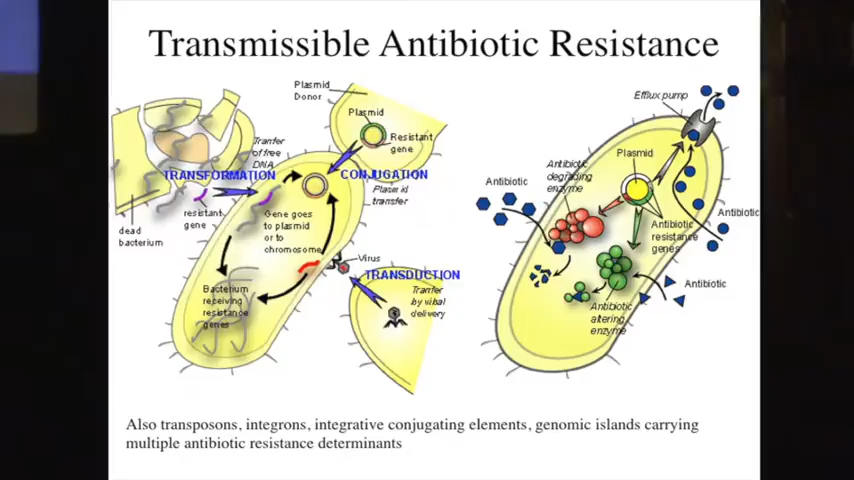 Transmissible Antibiotic Resistance
Plasmid
Donor
Plasmid
Resistant
gene
Tranfer
of free
DNA
TRANSFORMATION
CONJUGATION
Plasmid
transfer
resistant
gene
Gene goes
to plasmid
or to
chromosome
dead
bacterium
Virus
TRANSDUCTION
Tranfer
by viral
delivery
Bacterium
receiving
resistance
genes
Efflux pump
Plasmid
Antibiotic
degrading
enzyme
Antibiotic
Antibiotic
Antibiotic
resistance
genes
Antibiotic
Antibiotic
altering
enzyme
Also transposons, integrons, integrative conjugating elements, genomic islands carrying
multiple antibiotic resistance determinants